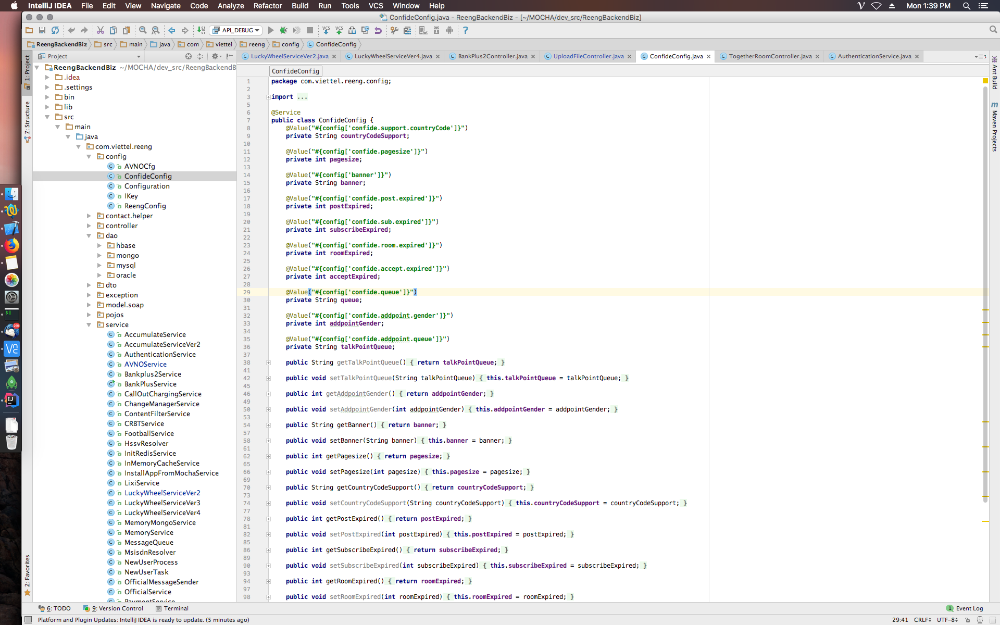 IntelliJ IDEA File Edit View Navigate Code Analyze Refactor Build Run Tools VCS Window Help Mon 1:39 PM
ConfideConfig.java - ReengBackendBiz - [~/MOCHA/dev_src/ReengBackendBiz]
API_DEBUG VCS VCS ?
ReengBackendBiz src main java com viettel reeng config ConfideConfig
Project
LuckyWheelServiceVer2.java LuckyWheelServiceVer4.java BankPlus2Controller.java UploadFileController.java ConfideConfig.java TogetherRoomController.java AuthenticationService.java
1: Project
Z: Structure
2: Favorites
Ant Build
Maven Projects
ReengBackendBiz ~/MOCHA/dev_src/ReengBackendB
.idea
.settings
bin
lib
src
main
java
com.viettel.reeng
config
AVNOCfg
ConfideConfig
Configuration
IKey
ReengConfig
contact.helper
controller
dao
hbase
mongo
mysql
oracle
dto
exception
model.soap
pojos
service
AccumulateService
AccumulateServiceVer2
AuthenticationService
AVNOService
Bankplus2Service
BankPlusService
CallOutChargingService
ChangeManagerService
ContentFilterService
CRBTService
FootballService
HssvResolver
InitRedisService
InMemoryCacheService
InstallAppFromMochaService
LixiService
LuckyWheelServiceVer2
LuckyWheelServiceVer3
LuckyWheelServiceVer4
MemoryMongoService
MemoryService
MessageQueue
MsisdnResolver
NewUserProcess
NewUserTask
OfficialMessageSender
OfficialService
PaymentService
ConfideConfig
1 package com.viettel.reeng.config;
2
3 import ...
5
6 @Service
7 public class ConfideConfig {
8 @Value("#{config['confide.support.countryCode']}")
9 private String countryCodeSupport;
10
11 @Value("#{config['confide.pagesize']}")
12 private int pagesize;
13
14 @Value("#{config['banner']}")
15 private String banner;
16
17 @Value("#{config['confide.post.expired']}")
18 private int postExpired;
19
20 @Value("#{config['confide.sub.expired']}")
21 private int subscribeExpired;
22
23 @Value("#{config['confide.room.expired']}")
24 private int roomExpired;
25
26 @Value("#{config['confide.accept.expired']}")
27 private int acceptExpired;
28
29 @Value("#{config['confide.queue']}")
30 private String queue;
31
32 @Value("#{config['confide.addpoint.gender']}")
33 private int addpointGender;
34
35 @Value("#{config['confide.addpoint.queue']}")
36 private String talkPointQueue;
37
38 public String getTalkPointQueue() { return talkPointQueue; }
41
42 public void setTalkPointQueue(String talkPointQueue) { this.talkPointQueue = talkPointQueue; }
45
46 public int getAddpointGender() { return addpointGender; }
49
50 public void setAddpointGender(int addpointGender) { this.addpointGender = addpointGender; }
53
54 public String getBanner() { return banner; }
57
58 public void setBanner(String banner) { this.banner = banner; }
61
62 public int getPagesize() { return pagesize; }
65
66 public void setPagesize(int pagesize) { this.pagesize = pagesize; }
69
70 public String getCountryCodeSupport() { return countryCodeSupport; }
73
74 public void setCountryCodeSupport(String countryCodeSupport) { this.countryCodeSupport = countryCodeSupport; }
77
78 public int getPostExpired() { return postExpired; }
81
82 public void setPostExpired(int postExpired) { this.postExpired = postExpired; }
85
86 public int getSubscribeExpired() { return subscribeExpired; }
89
90 public void setSubscribeExpired(int subscribeExpired) { this.subscribeExpired = subscribeExpired; }
93
94 public int getRoomExpired() { return roomExpired; }
97
98 public void setRoomExpired(int roomExpired) { this.roomExpired = roomExpired; }
6: TODO 9: Version Control Terminal 1 Event Log
Platform and Plugin Updates: IntelliJ IDEA is ready to update. (5 minutes ago) 29:41 CRLF UTF-8